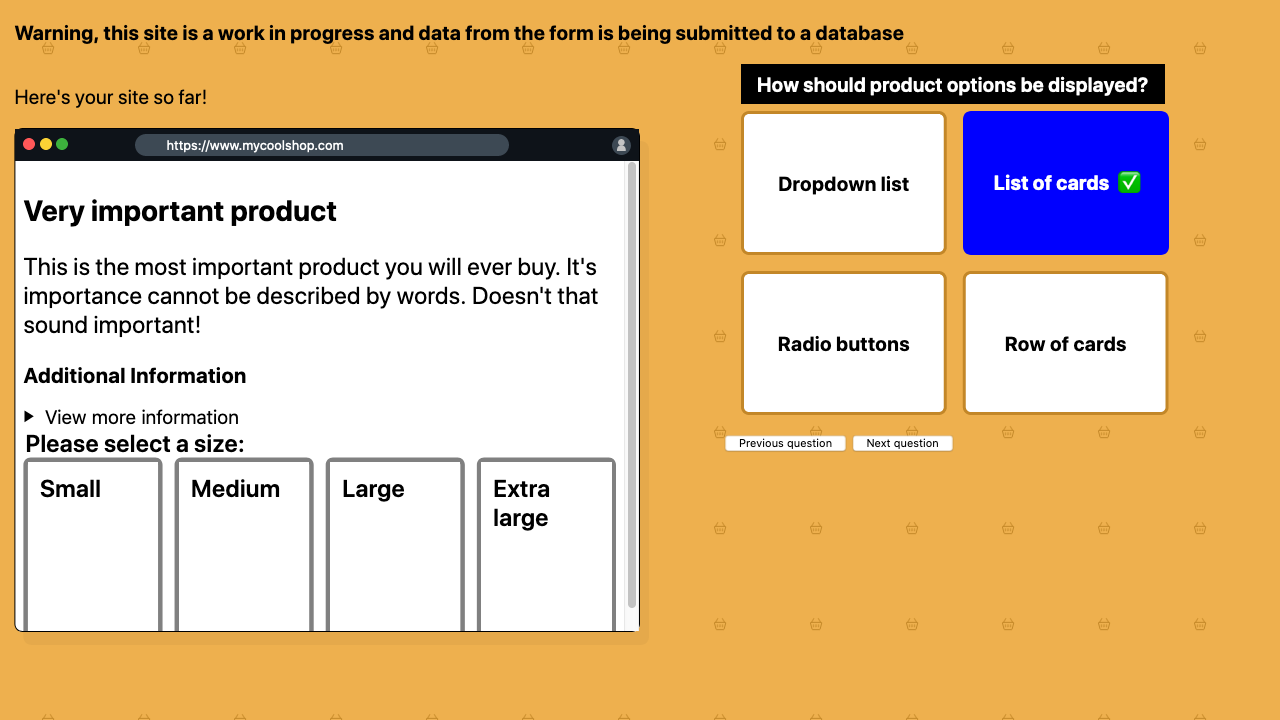 Warning, this site is a work in progress and data from the form is being submitted to a database
Here's your site so far!
https://www.mycoolshop.com
Very important product
This is the most important product you will ever buy. It's
importance cannot be described by words. Doesn't that
sound important!
Additional Information
View more information
Please select a size:
Small
Medium
Large
Extra
large
How should product options be displayed?
Dropdown list
List of cards ✅
Radio buttons
Row of cards
Previous question
Next question